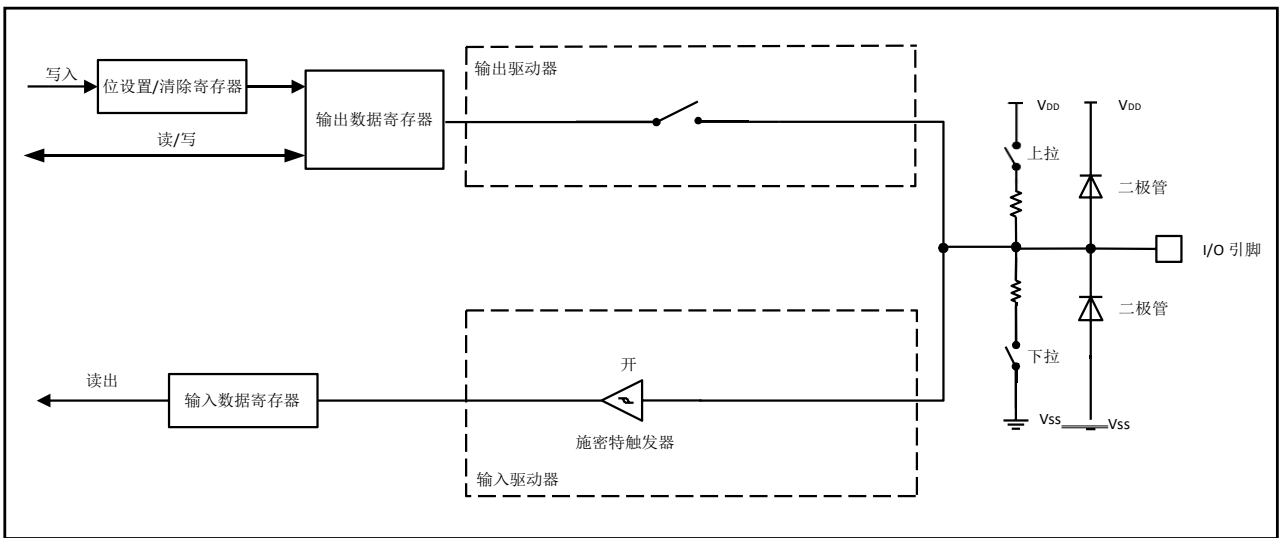 写入
位设置/清除寄存器
读/写
输出数据寄存器
输出驱动器
VDD
VDD
上拉
二极管
I/O 引脚
二极管
下拉
Vss
Vss
读出
输入数据寄存器
开
施密特触发器
输入驱动器